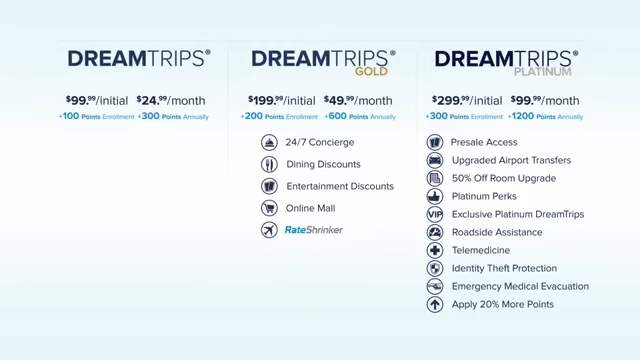 DREAMTRIPS®
$99.99/initial $24.99/month
+100 Points Enrollment +300 Points Annually
DREAMTRIPS®
GOLD
$199.99/initial $49.99/month
+200 Points Enrollment +600 Points Annually
24/7 Concierge
Dining Discounts
Entertainment Discounts
Online Mall
RateShrinker
DREAMTRIPS®
PLATINUM
$299.99/initial $99.99/month
+300 Points Enrollment +1200 Points Annually
Presale Access
Upgraded Airport Transfers
50% Off Room Upgrade
Platinum Perks
VIP Exclusive Platinum DreamTrips
Roadside Assistance
Telemedicine
Identity Theft Protection
Emergency Medical Evacuation
Apply 20% More Points